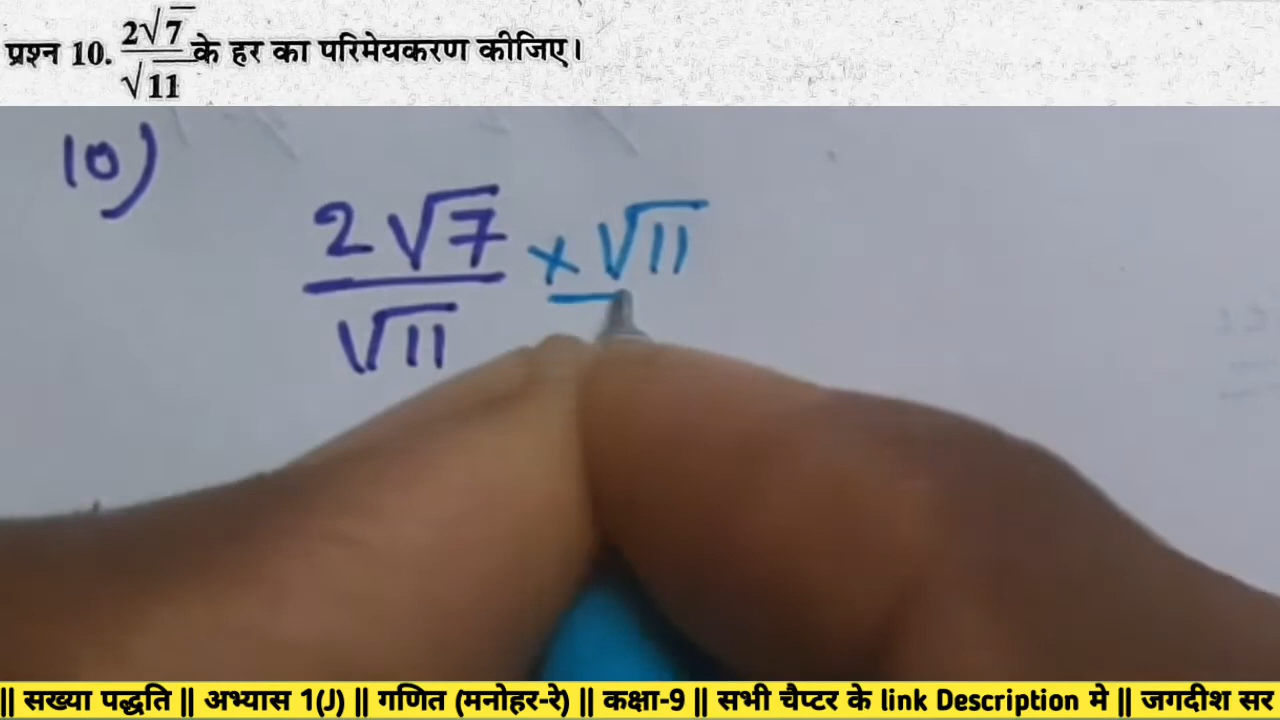 प्रश्न 10. 2√7/√11 के हर का परिमेयकरण कीजिए।
10)
2√7/√11 × √11
|| सख्या पद्धति || अभ्यास 1(J) || गणित (मनोहर-रे) || कक्षा-9 || सभी चैप्टर के link Description मे || जगदीश सर